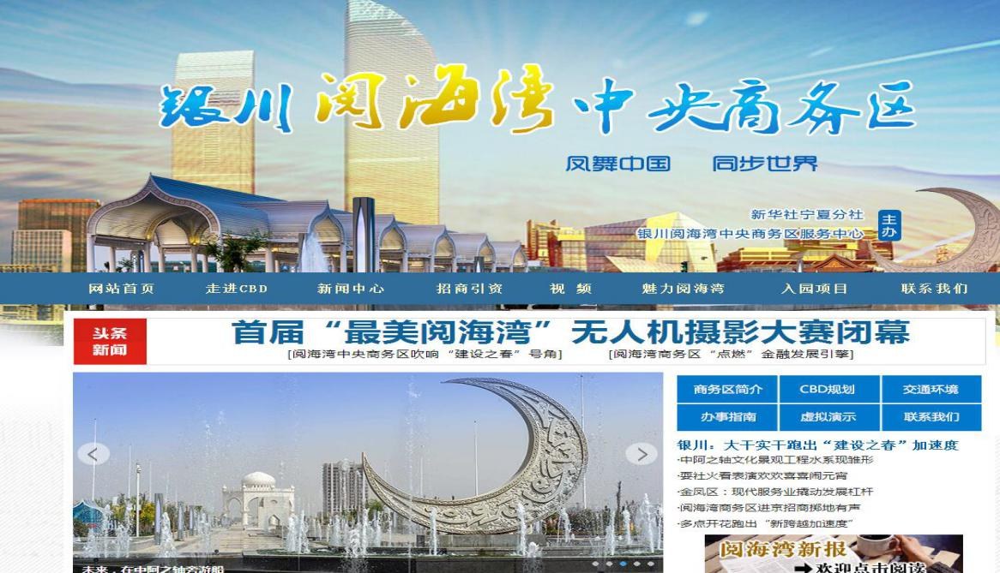 银川阅海湾中央商务区
凤舞中国 同步世界
新华社宁夏分社
银川阅海湾中央商务区服务中心
主办
网站首页 走进CBD 新闻中心 招商引资 视 频 魅力阅海湾 入园项目 联系我们
头条
新闻
首届“最美阅海湾”无人机摄影大赛闭幕
[阅海湾中央商务区吹响“建设之春”号角] [阅海湾商务区“点燃”金融发展引擎]
商务区简介 CBD规划 交通环境
办事指南 虚拟演示 联系我们
银川：大干实干跑出“建设之春”加速度
·中阿之轴文化景观工程水系现雏形
·耍社火看表演欢欢喜喜闹元宵
·金凤区：现代服务业撬动发展杠杆
·阅海湾商务区进京招商掷地有声
·多点开花跑出“新跨越加速度”
未来，在中阿之轴旁游船
阅海湾新报
欢迎点击阅读